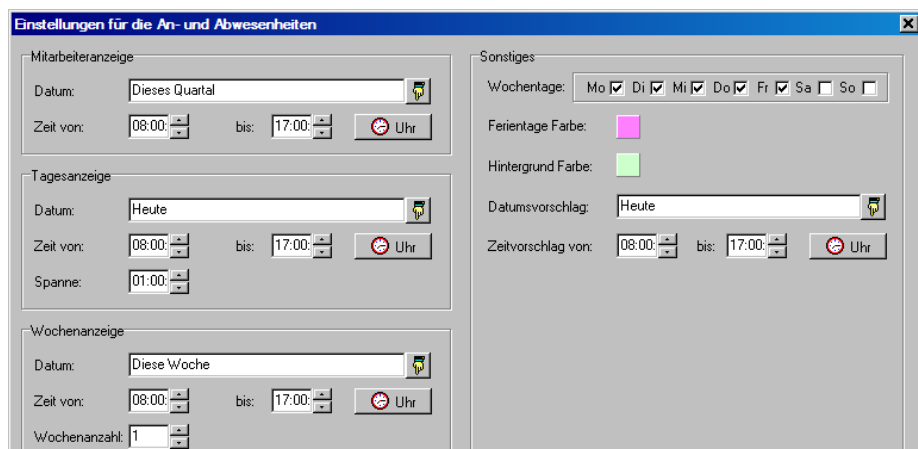 Einstellungen für die An- und Abwesenheiten
Mitarbeiteranzeige
Datum: Dieses Quartal
Zeit von: 08:00: bis: 17:00: Uhr
Tagesanzeige
Datum: Heute
Zeit von: 08:00: bis: 17:00: Uhr
Spanne: 01:00:
Wochenanzeige
Datum: Diese Woche
Zeit von: 08:00: bis: 17:00: Uhr
Wochenanzahl: 1
Sonstiges
Wochentage: Mo Di Mi Do Fr Sa So
Ferientage Farbe:
Hintergrund Farbe:
Datumsvorschlag: Heute
Zeitvorschlag von: 08:00: bis: 17:00: Uhr